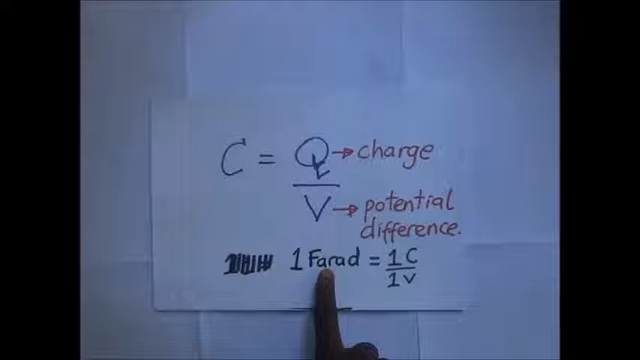 C = Q → charge
V → potential
difference.
1 Farad = 1 C
1 V